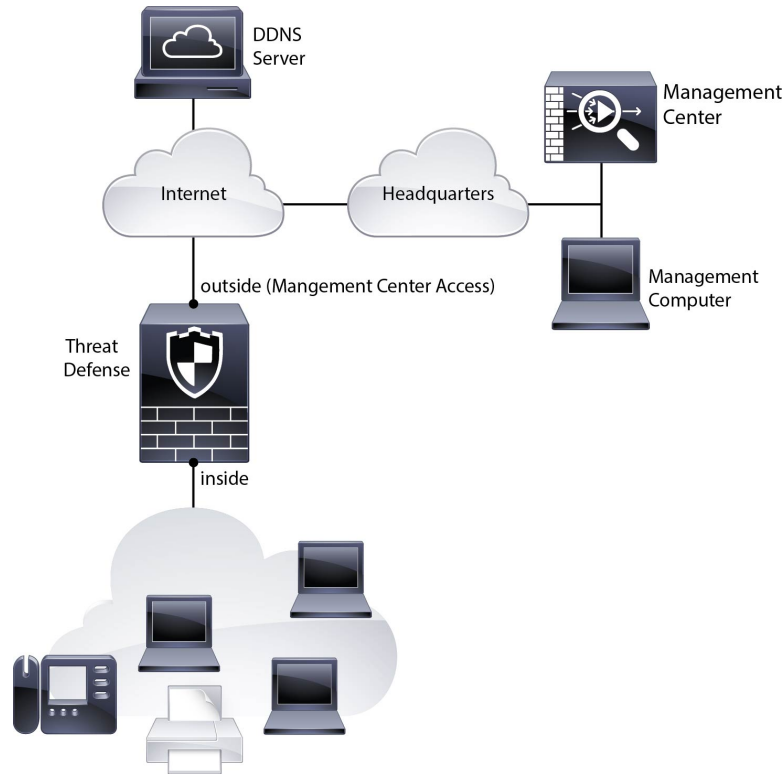 DDNS
Server
Management
Center
Internet
Headquarters
outside (Mangement Center Access)
Management
Computer
Threat
Defense
inside